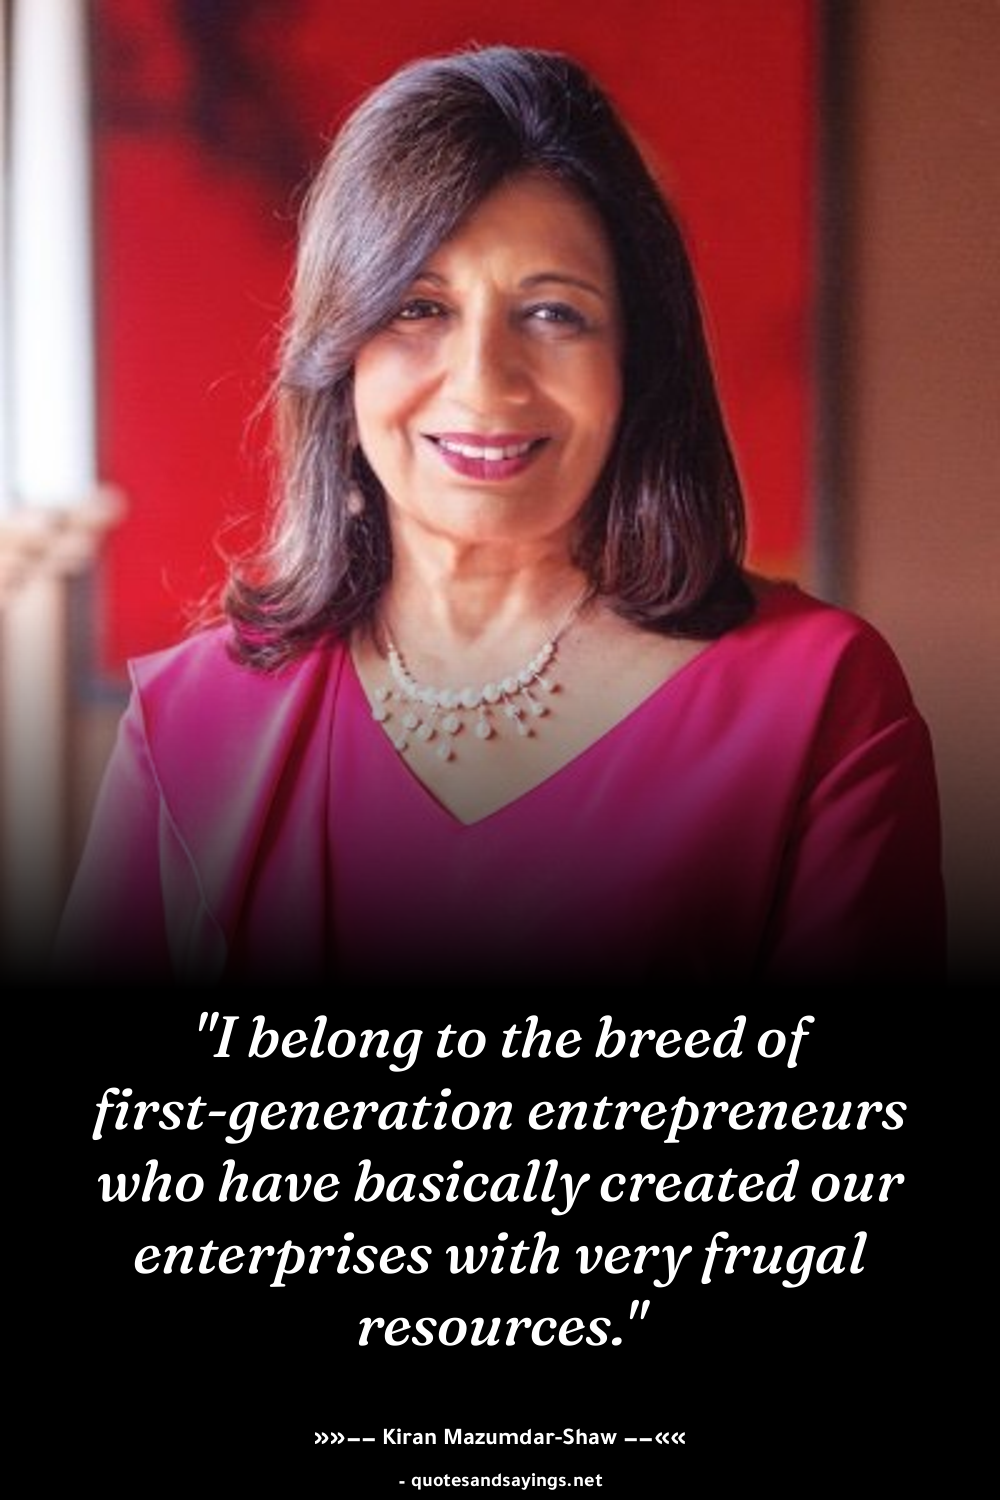 "I belong to the breed of
first-generation entrepreneurs
who have basically created our
enterprises with very frugal
resources."
»»–– Kiran Mazumdar-Shaw ––««
- quotesandsayings.net